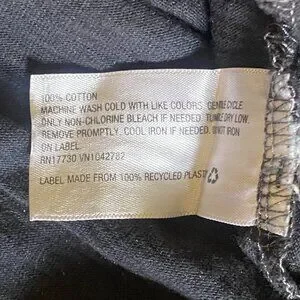 100% COTTON
MACHINE WASH COLD WITH LIKE COLORS. GENTLE CYCLE
ONLY NON-CHLORINE BLEACH IF NEEDED. TUMBLE DRY LOW.
REMOVE PROMPTLY. COOL IRON IF NEEDED. DO NOT IRON
ON LABEL.
RN17730 VN1042782
LABEL MADE FROM 100% RECYCLED PLASTIC